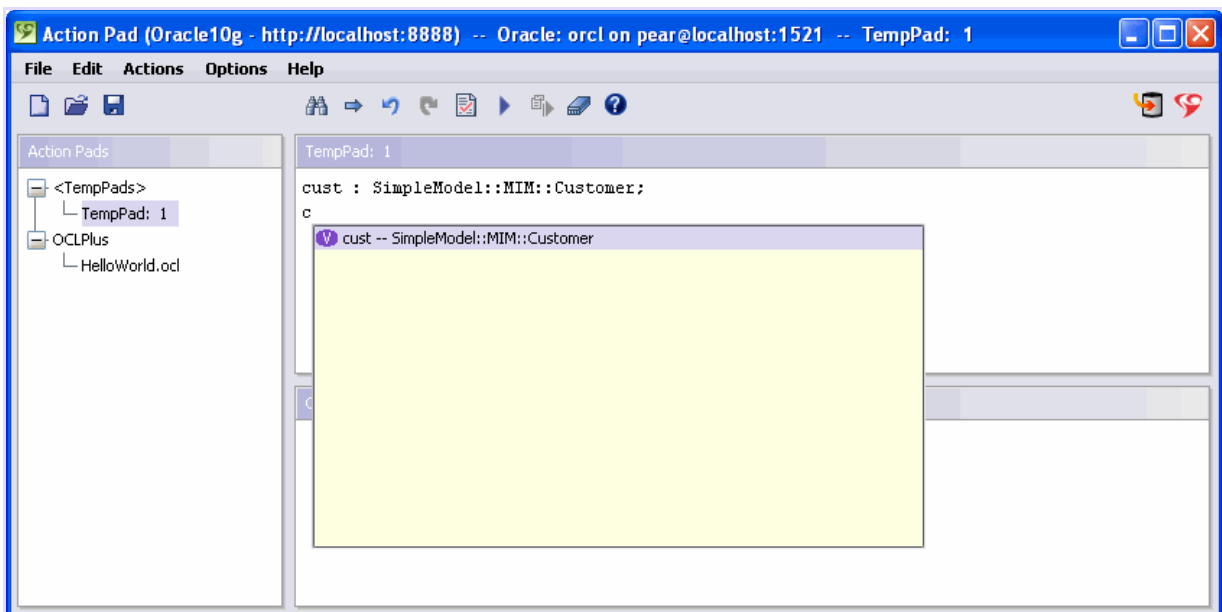 Action Pad (Oracle10g - http://localhost:8888) -- Oracle: orcl on pear@localhost:1521 -- TempPad: 1
File Edit Actions Options Help
Action Pads
<TempPads>
TempPad: 1
OCLPlus
HelloWorld.ocl
TempPad: 1
cust : SimpleModel::MIM::Customer;
c
V cust -- SimpleModel::MIM::Customer